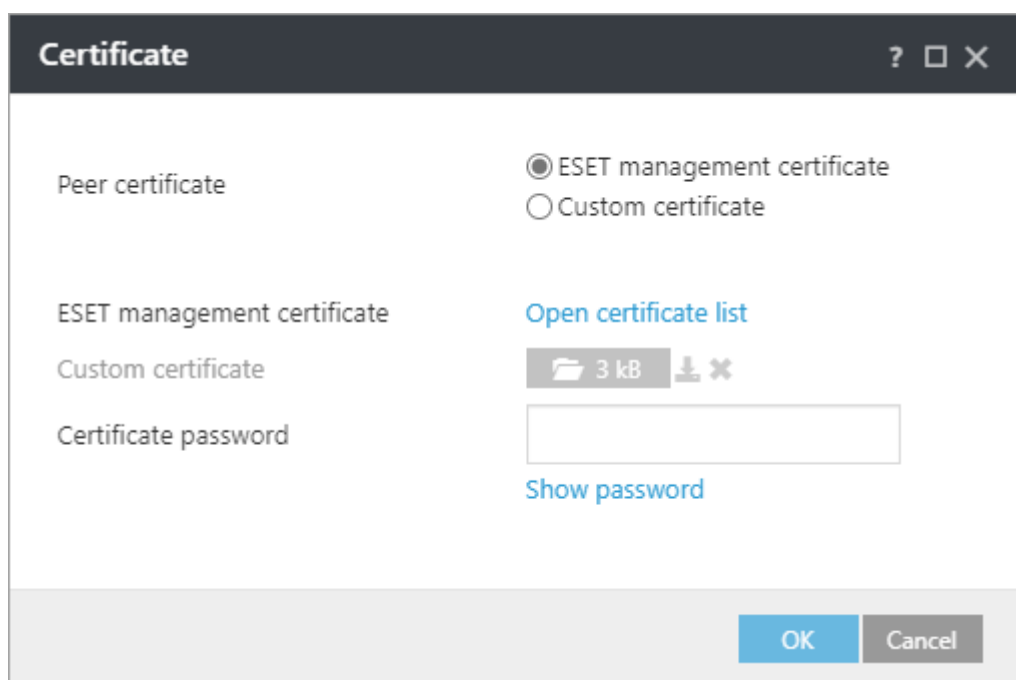 Certificate ?
Peer certificate
ESET management certificate
Custom certificate
ESET management certificate Open certificate list
Custom certificate 3 kB
Certificate password
Show password
OK Cancel